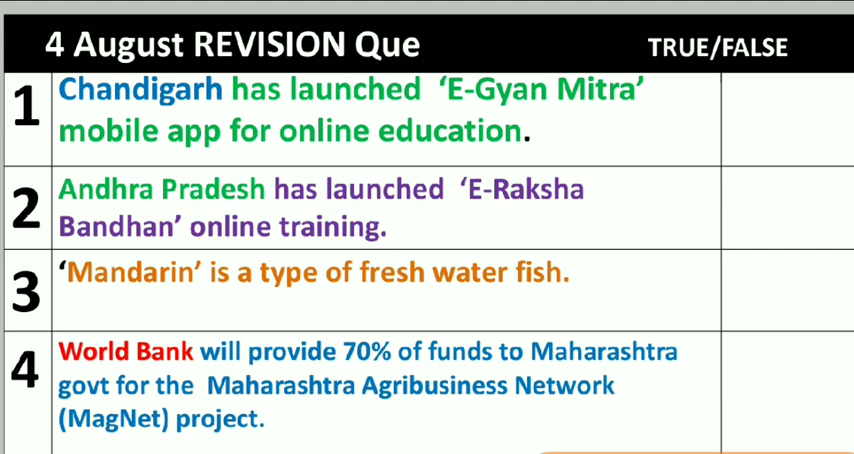 4 August REVISION Que TRUE/FALSE
1 Chandigarh has launched ‘E-Gyan Mitra’
mobile app for online education.
2 Andhra Pradesh has launched ‘E-Raksha
Bandhan’ online training.
3 ‘Mandarin’ is a type of fresh water fish.
4 World Bank will provide 70% of funds to Maharashtra
govt for the Maharashtra Agribusiness Network
(MagNet) project.